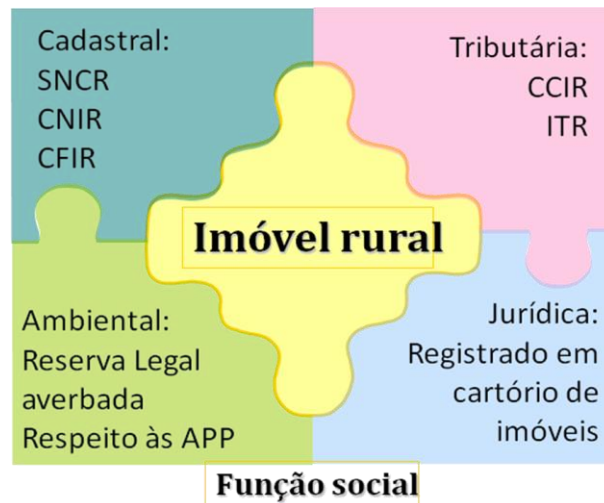 Cadastral:
SNCR
CNIR
CFIR
Tributária:
CCIR
ITR
Imóvel rural
Ambiental:
Reserva Legal
averbada
Respeito às APP
Jurídica:
Registrado em
cartório de
imóveis
Função social